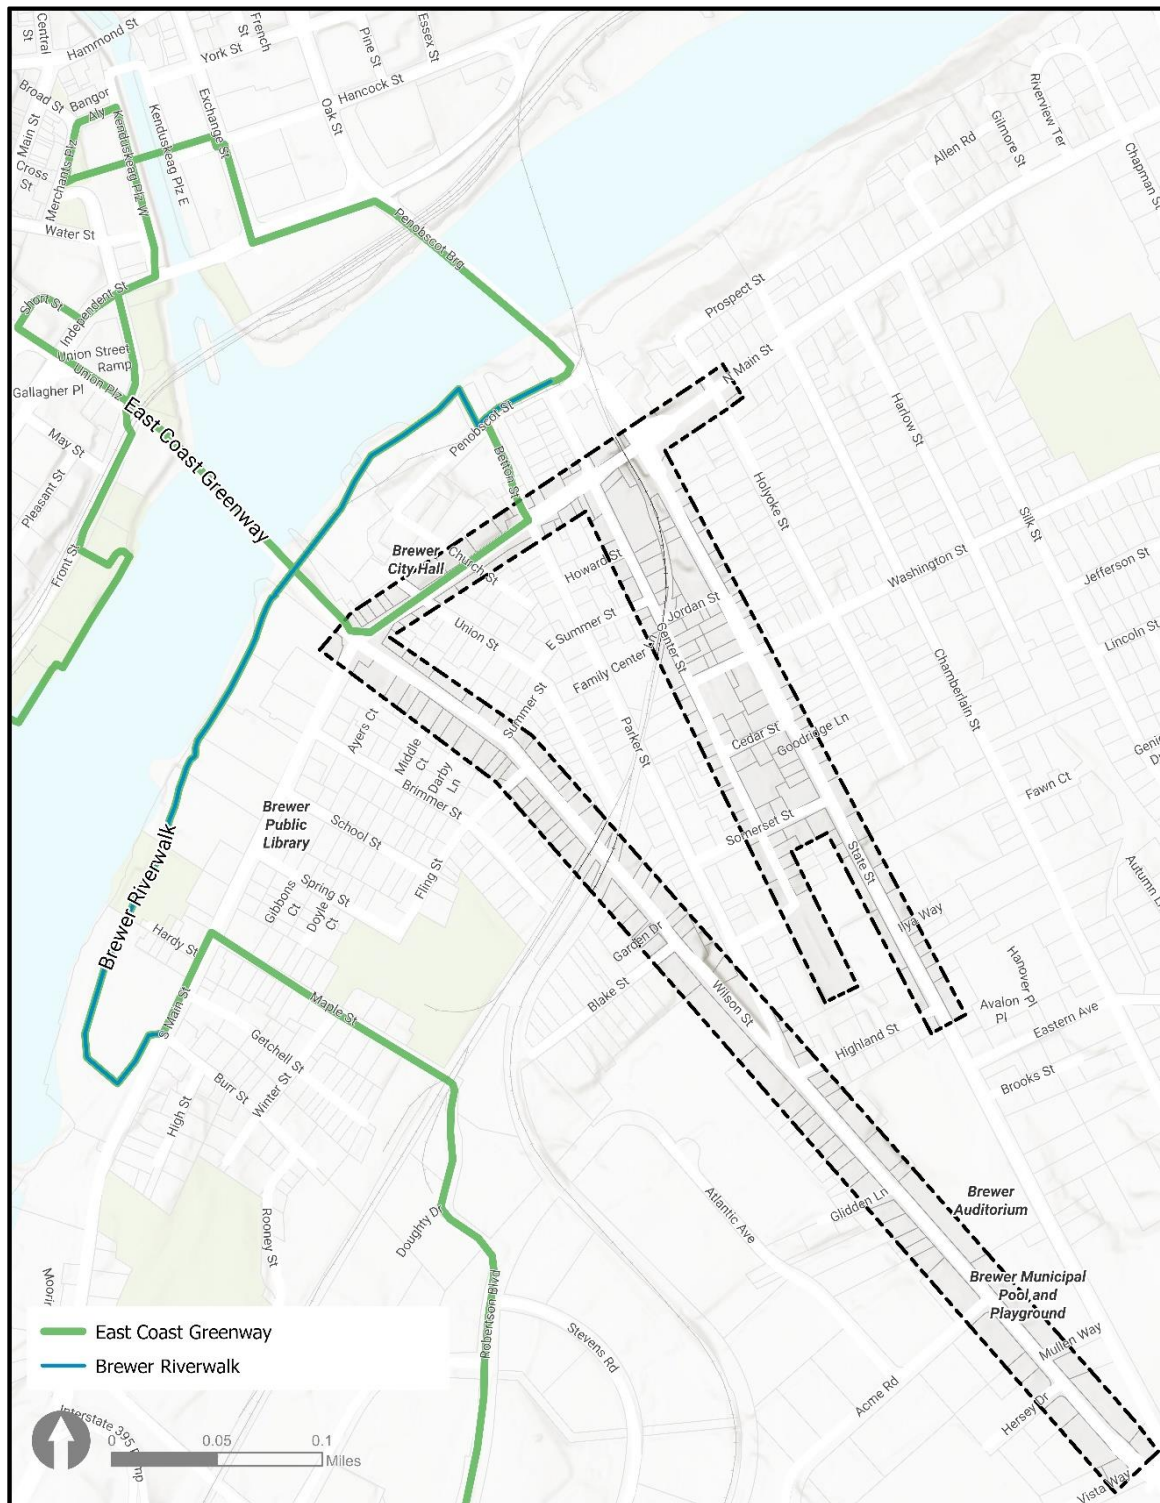 Central
St
Hammond St
French
St
York St
Pine St
Essex St
Hancock St
Broad St
Bangor
Aly
Main St
Cross
St
Merchants Plz
Kenduskeag Plz W
Kenduskeag Plz E
Exchange St
Oak St
Water St
Penobscot Brg
Riverview Ter
Gilmore St
Allen Rd
Chapman St
Short St
Independent St
Union Street
Ramp
Union Plz
Gallagher Pl
May St
Pleasant St
Front St
East Coast Greenway
Prospect St
N Main St
Penobscot St
Betton St
Harlow St
Holyoke St
Silk St
Washington St
Jefferson St
Lincoln St
Brewer
City Hall
Church St
Howard St
Union St
E Summer St
Jordan St
Center St
Family Center Ln
Chamberlain St
Summer St
Parker St
Ayers Ct
Middle
Ct
Darby
Ln
Brimmer St
Cedar St
Goodridge Ln
Fawn Ct
Brewer
Public
Library
School St
Somerset St
State St
Fling St
Spring St
Gibbons
Ct
Doyle
Ct
Autumn
Brewer Riverwalk
Hardy St
Garden Dr
Blake St
Wilson St
Ilya Way
Hanover Pl
Avalon
Pl
Eastern Ave
Highland St
Brooks St
Maple St
S Main St
Getchell St
Winter St
Burr St
High St
Rooney St
Doughty Dr
Robertson Blvd
Atlantic Ave
Glidden Ln
Brewer
Auditorium
Brewer Municipal
Pool and
Playground
Mullen Way
Stevens Rd
Acme Rd
Hersey Dr
Vista Way
East Coast Greenway
Brewer Riverwalk
Interstate 395
0 0.05 0.1
Miles